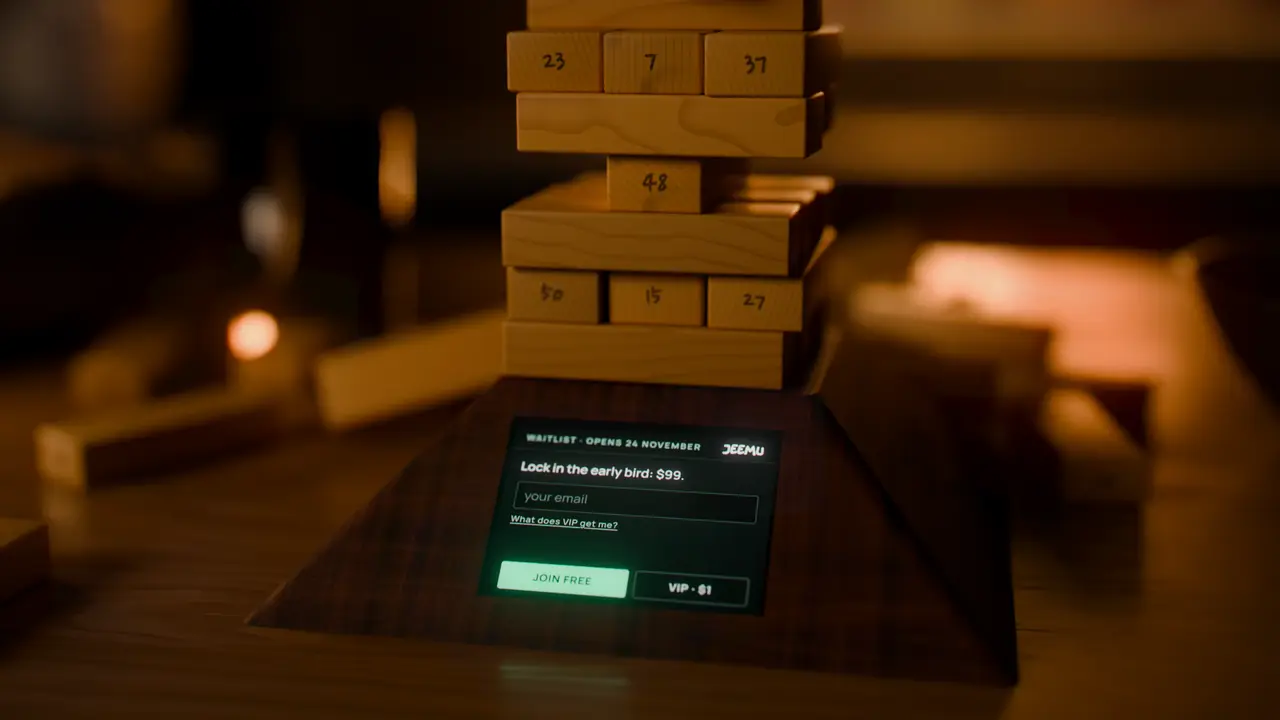 23 7 37
48
50 15 27
WAITLIST · OPENS 24 NOVEMBER JEEMU
Lock in the early bird: $99.
your email
What does VIP get me?
JOIN FREE VIP · $1